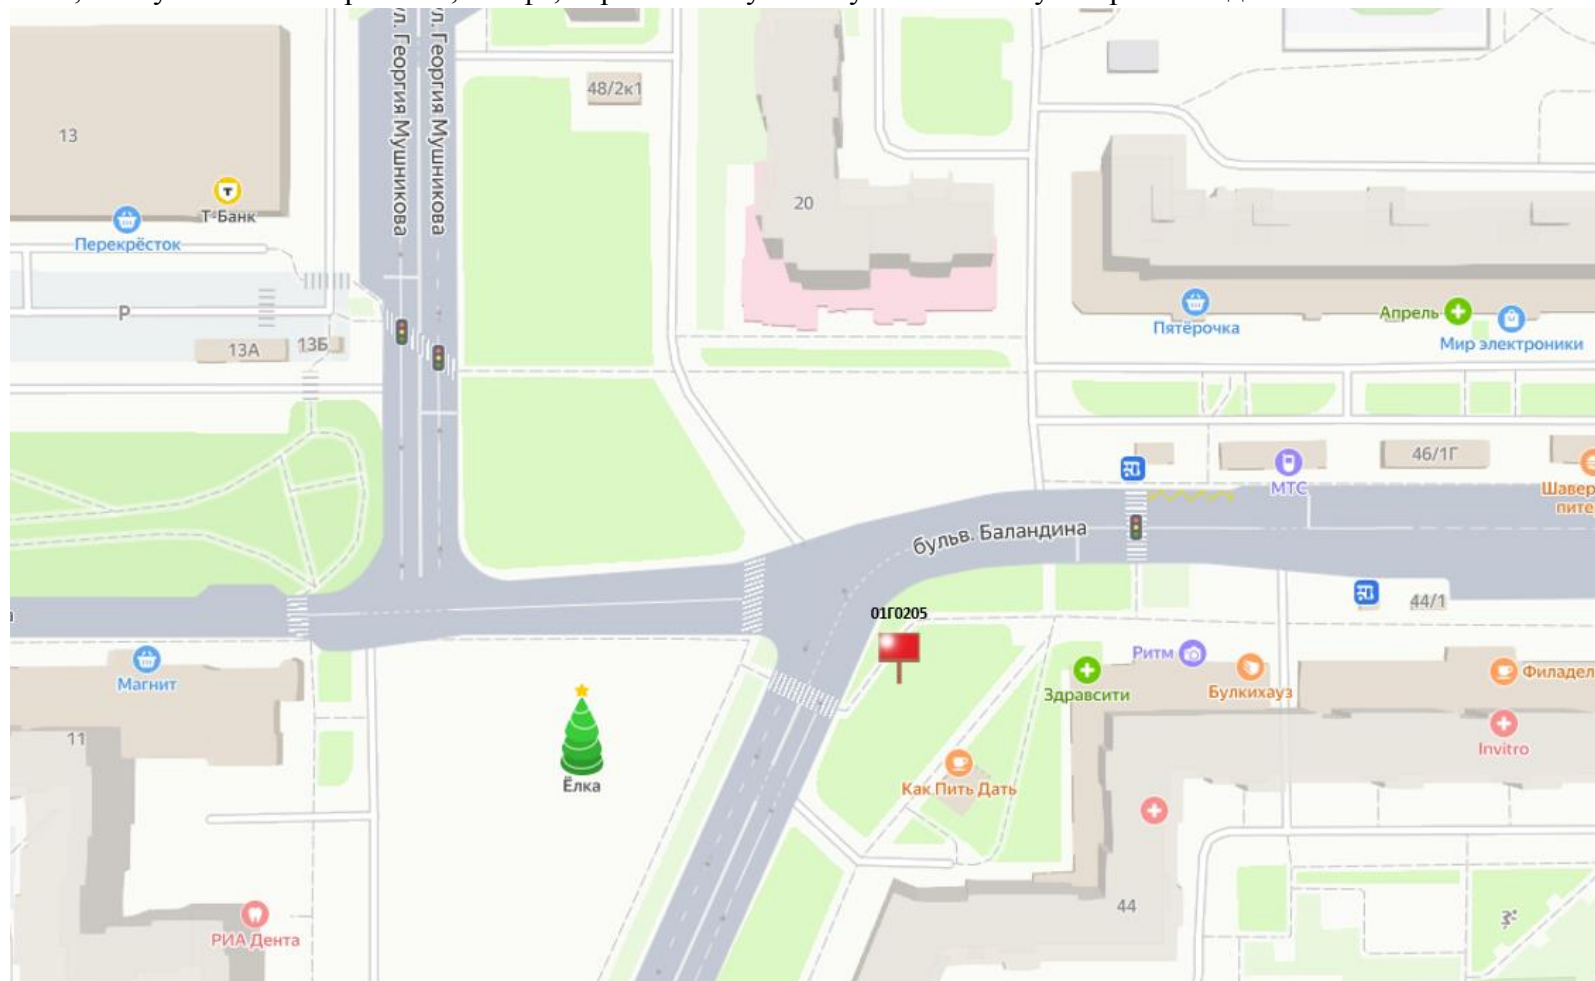 ул. Георгия Мушникова
ул. Георгия Мушникова
48/2к1
13
Т-Банк
Перекрёсток
20
Р
13А
13Б
Пятёрочка
Апрель
Мир электроники
МТС
46/1Г
бульв. Баландина
44/1
01Г0205
Магнит
11
Ёлка
Ритм
Здравсити
Булкихауз
Invitro
Как Пить Дать
44
РИА Дента